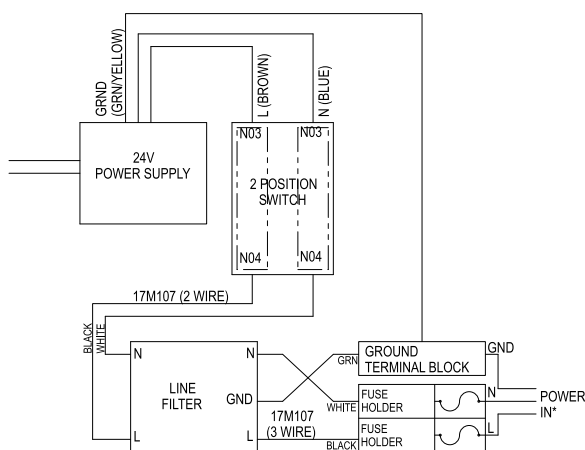 GRND
(GRN/YELLOW)
L (BROWN)
N (BLUE)
24V
POWER SUPPLY
N03
N03
2 POSITION
SWITCH
N04
N04
17M107 (2 WIRE)
BLACK
WHITE
N
N
GRN
GROUND
TERMINAL BLOCK
GND
LINE
FILTER
GND
WHITE
FUSE
HOLDER
N
POWER
IN*
17M107
(3 WIRE)
L
L
BLACK
FUSE
HOLDER
L